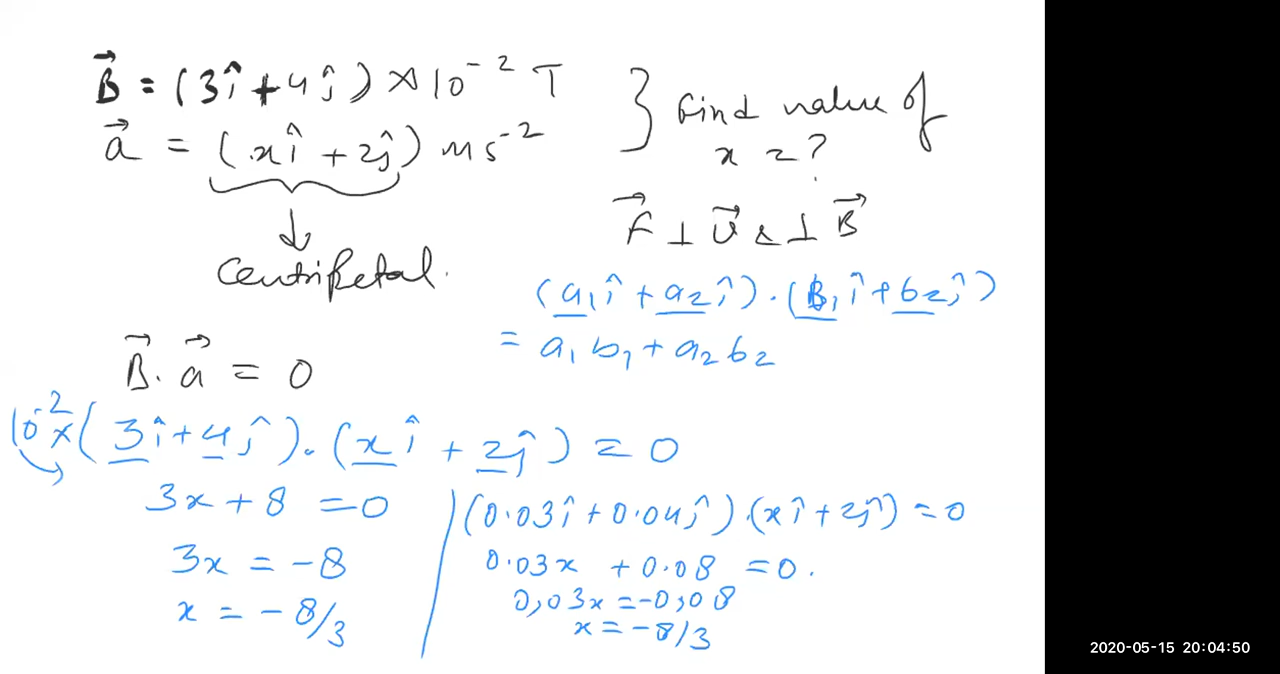 B⃗ = (3î + 4ĵ) × 10⁻² T
a⃗ = (xî + 2ĵ) ms⁻²
} Find value of
x = ?
Centripetal.
F⃗ ⊥ v⃗ & ⊥ B⃗
(a₁î + a₂ĵ) · (b₁î + b₂ĵ)
= a₁b₁ + a₂b₂
B⃗ · a⃗ = 0
10⁻² × (3î + 4ĵ) · (xî + 2ĵ) = 0
3x + 8 = 0
3x = -8
x = -8/3
(0.03î + 0.04ĵ) · (xî + 2ĵ) = 0
0.03x + 0.08 = 0.
0,03x = -0,08
x = -8/3
2020-05-15 20:04:50